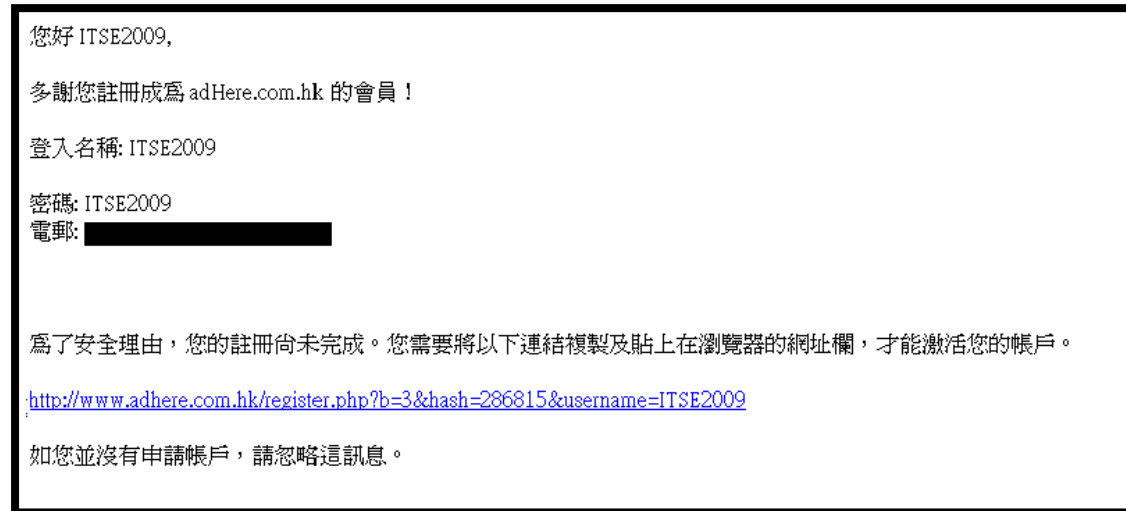 您好 ITSE2009,
多謝您註冊成爲 adHere.com.hk 的會員！
登入名稱: ITSE2009
密碼: ITSE2009
電郵:
爲了安全理由，您的註冊尚未完成。您需要將以下連結複製及貼上在瀏覽器的網址欄，才能激活您的帳戶。
http://www.adhere.com.hk/register.php?b=3&hash=286815&username=ITSE2009
如您並沒有申請帳戶，請忽略這訊息。